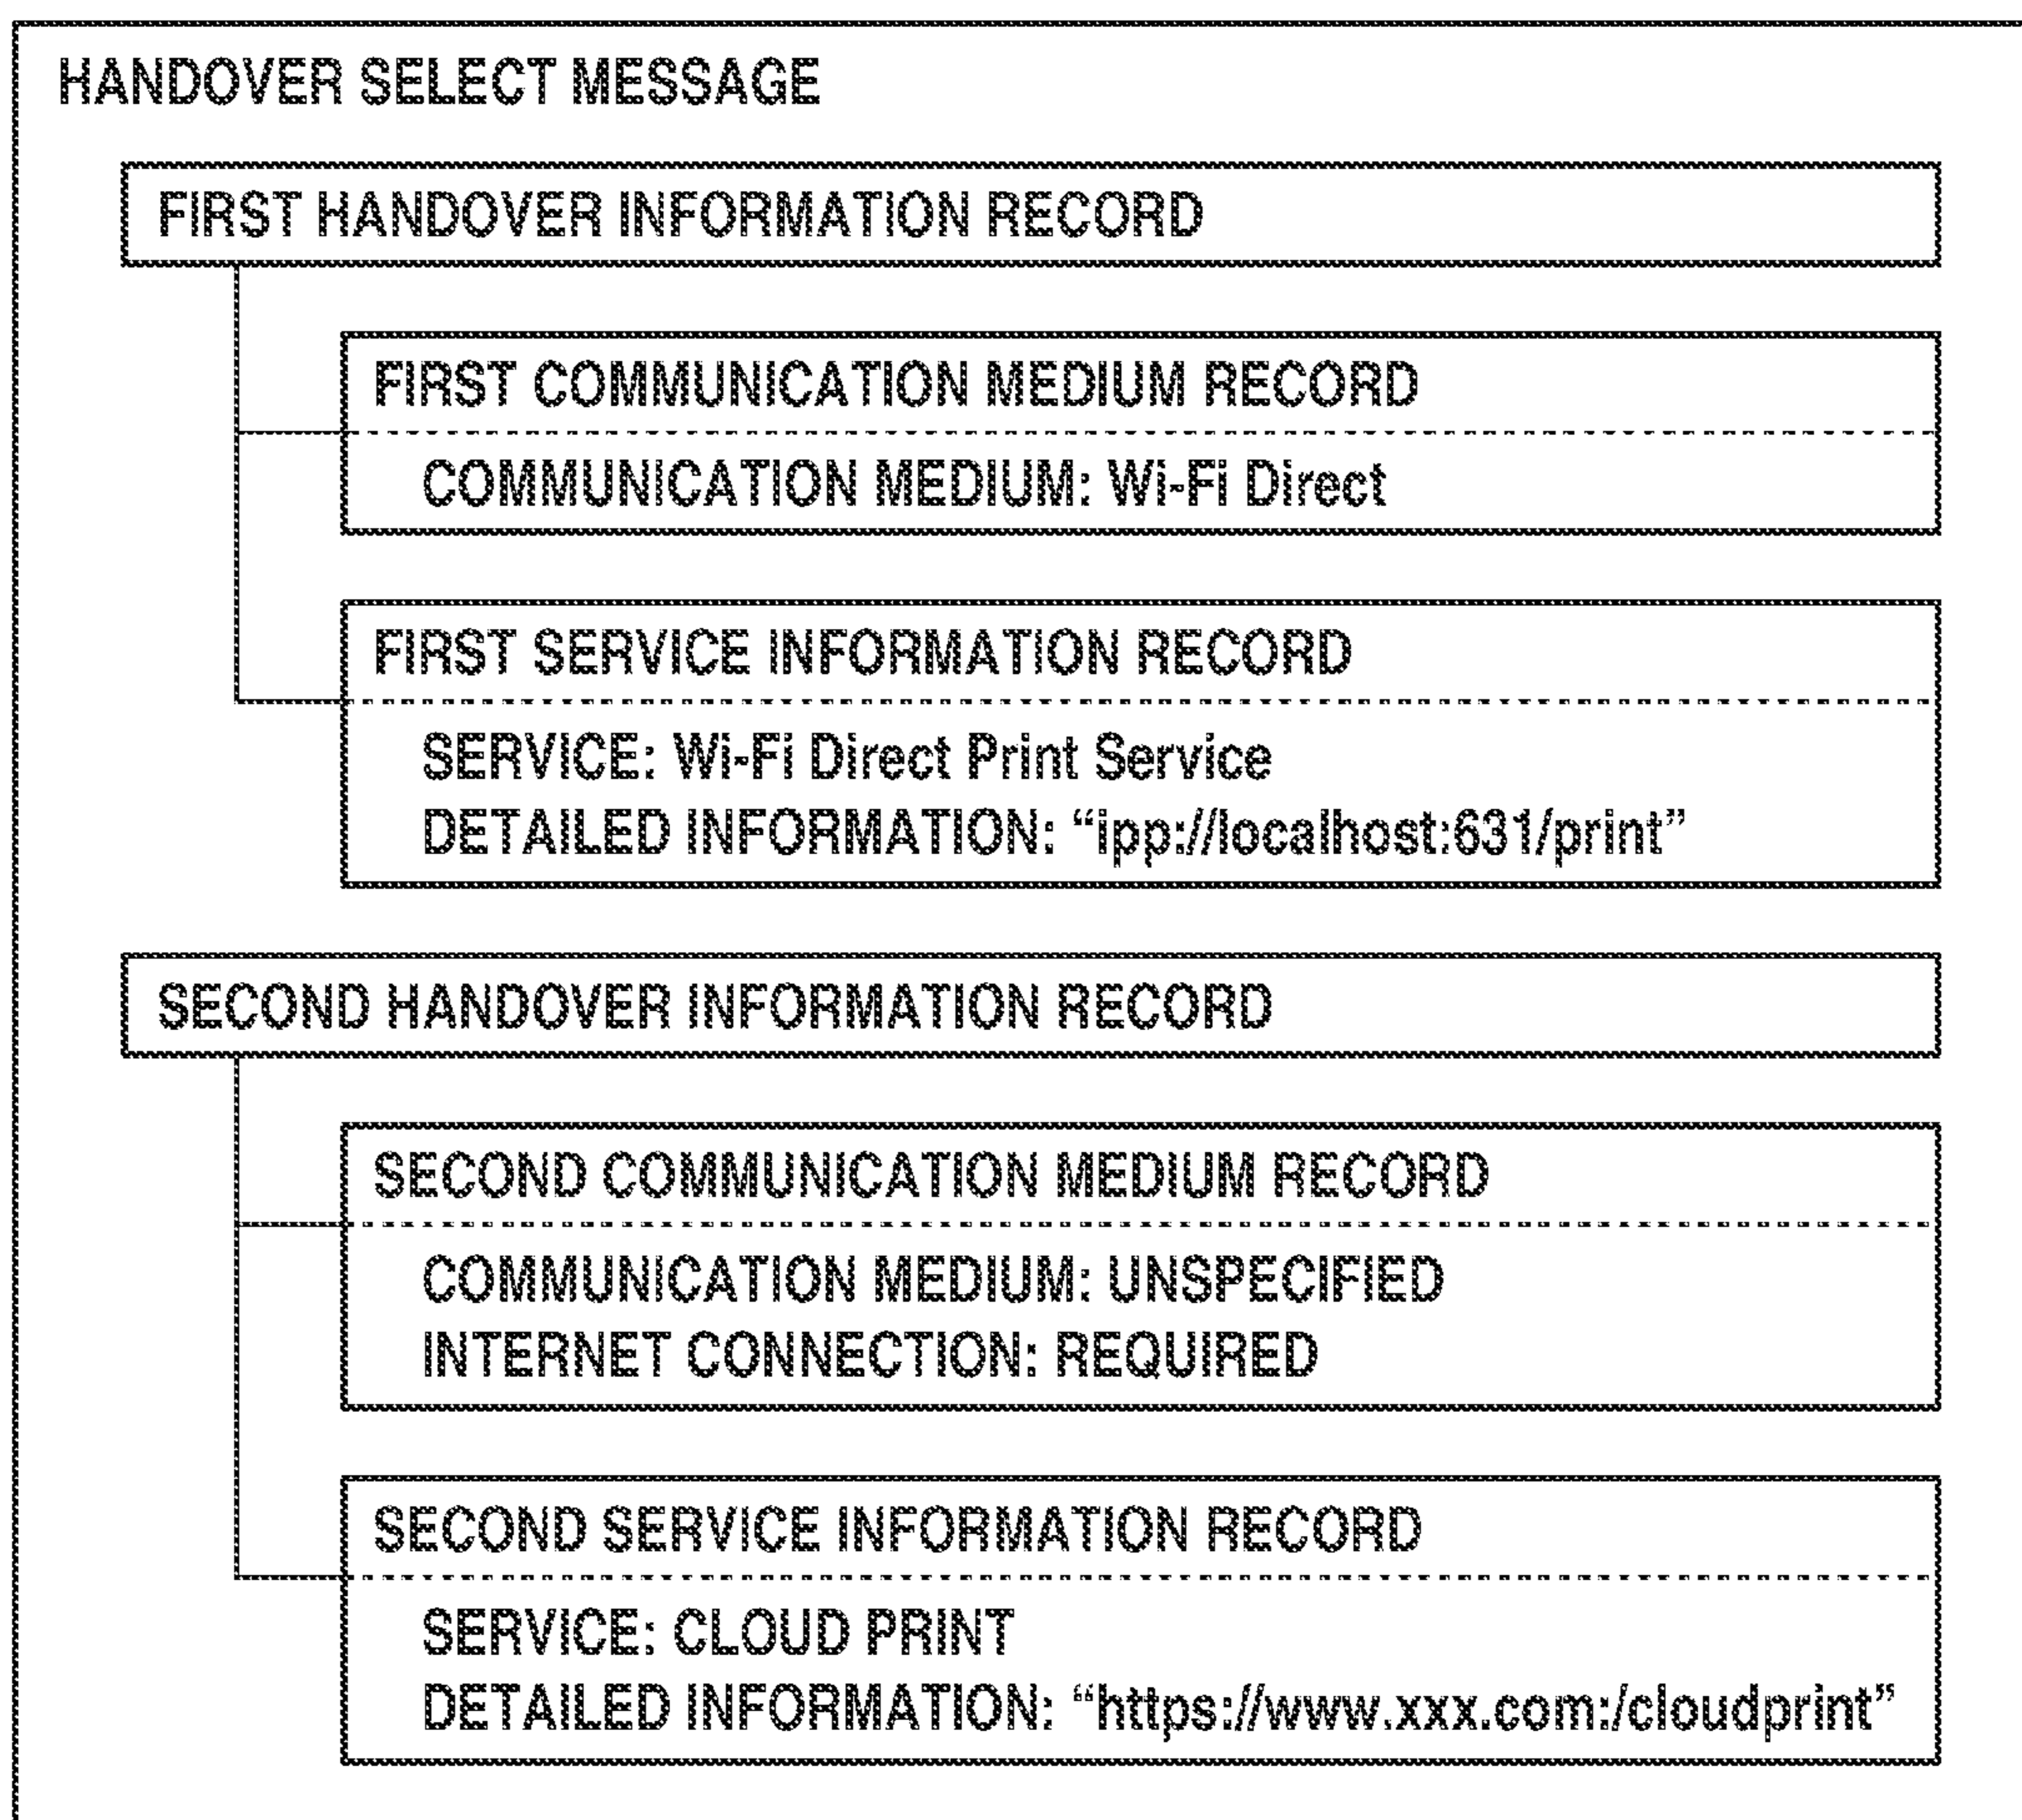 HANDOVER SELECT MESSAGE
FIRST HANDOVER INFORMATION RECORD
FIRST COMMUNICATION MEDIUM RECORD
COMMUNICATION MEDIUM: Wi-Fi Direct
FIRST SERVICE INFORMATION RECORD
SERVICE: Wi-Fi Direct Print Service
DETAILED INFORMATION: “ipp://localhost:631/print”
SECOND HANDOVER INFORMATION RECORD
SECOND COMMUNICATION MEDIUM RECORD
COMMUNICATION MEDIUM: UNSPECIFIED
INTERNET CONNECTION: REQUIRED
SECOND SERVICE INFORMATION RECORD
SERVICE: CLOUD PRINT
DETAILED INFORMATION: “https://www.xxx.com:/cloudprint”